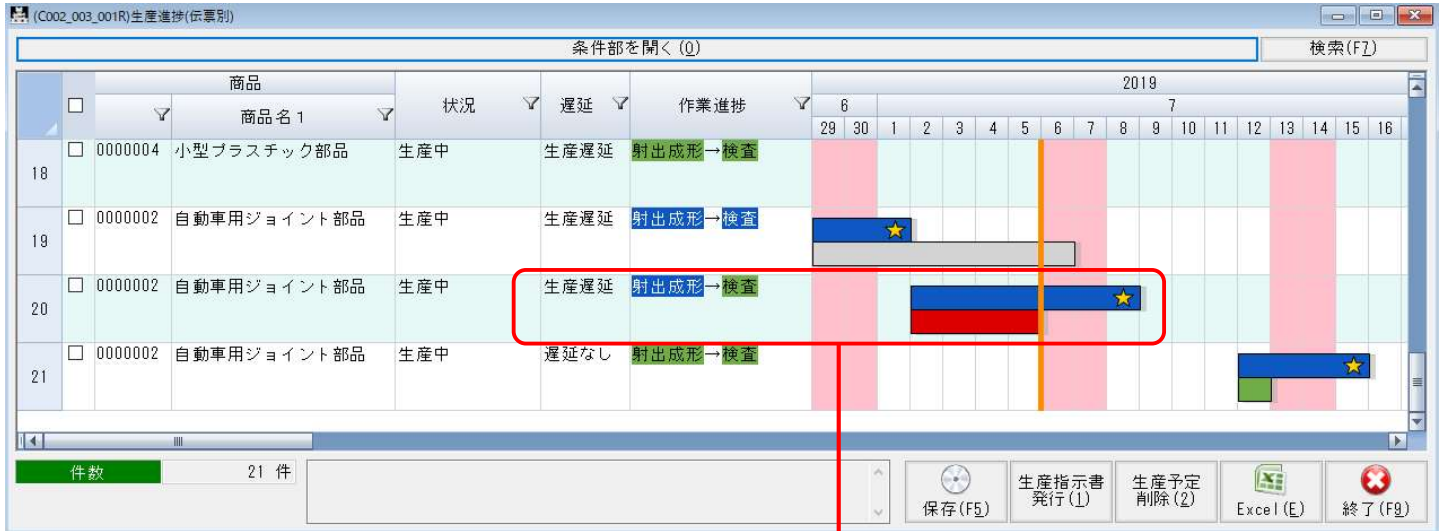 (C002_003_001R)生産進捗(伝票別)
条件部を開く(O) 検索(F7)
商品 2019
商品名1 状況 遅延 作業進捗 6 7
29 30 1 2 3 4 5 6 7 8 9 10 11 12 13 14 15 16
18 0000004 小型プラスチック部品 生産中 生産遅延 射出成形→検査
19 0000002 自動車用ジョイント部品 生産中 生産遅延 射出成形→検査
20 0000002 自動車用ジョイント部品 生産中 生産遅延 射出成形→検査
21 0000002 自動車用ジョイント部品 生産中 遅延なし 射出成形→検査
件数 21 件
保存(F5)
生産指示書
発行(1)
生産予定
削除(2)
Excel(E)
終了(F9)